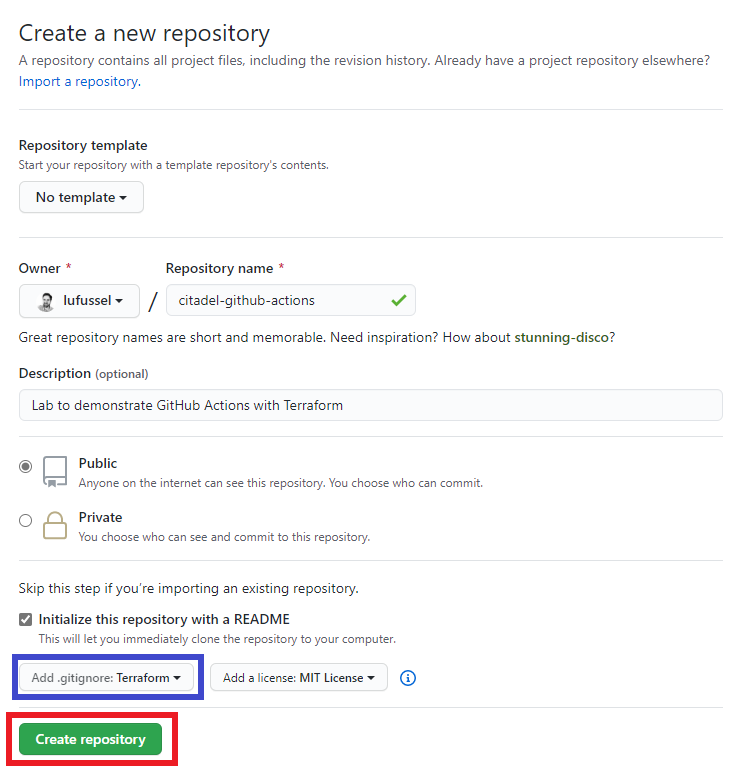 Create a new repository
A repository contains all project files, including the revision history. Already have a project repository elsewhere?
Import a repository.
Repository template
Start your repository with a template repository's contents.
No template
Owner *
Repository name *
lufussel
/
citadel-github-actions
Great repository names are short and memorable. Need inspiration? How about stunning-disco?
Description (optional)
Lab to demonstrate GitHub Actions with Terraform
Public
Anyone on the internet can see this repository. You choose who can commit.
Private
You choose who can see and commit to this repository.
Skip this step if you're importing an existing repository.
Initialize this repository with a README
This will let you immediately clone the repository to your computer.
Add .gitignore: Terraform
Add a license: MIT License
Create repository